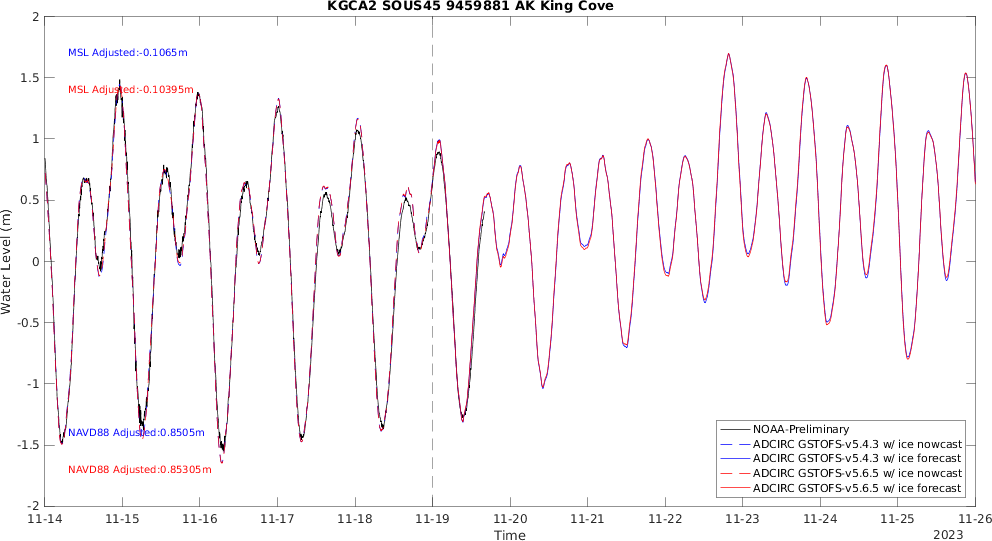 KGCA2 SOUS45 9459881 AK King Cove
MSL Adjusted:-0.1065m
MSL Adjusted:-0.10395m
NAVD88 Adjusted:0.8505m
NAVD88 Adjusted:0.85305m
Water Level (m)
2
1.5
1
0.5
0
-0.5
-1
-1.5
-2
NOAA-Preliminary
ADCIRC GSTOFS-v5.4.3 w/ ice nowcast
ADCIRC GSTOFS-v5.4.3 w/ ice forecast
ADCIRC GSTOFS-v5.6.5 w/ ice nowcast
ADCIRC GSTOFS-v5.6.5 w/ ice forecast
11-14 11-15 11-16 11-17 11-18 11-19 11-20 11-21 11-22 11-23 11-24 11-25 11-26
Time
2023